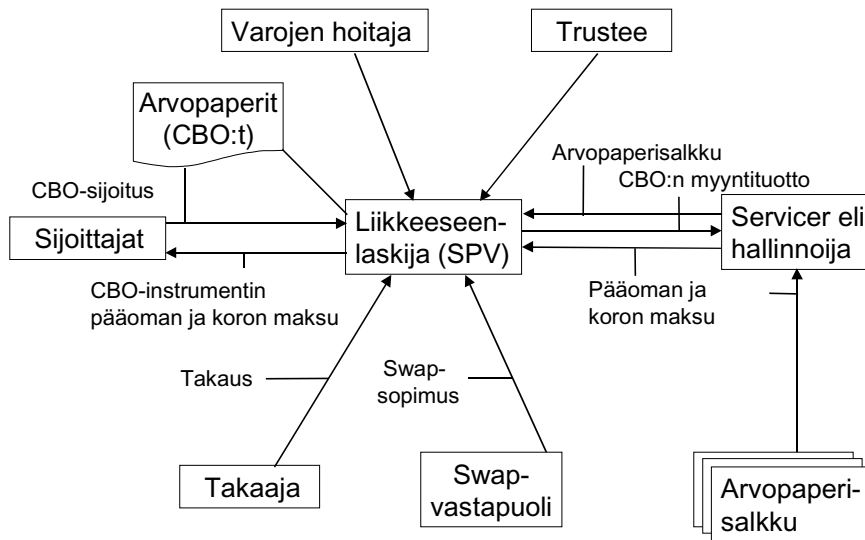 Varojen hoitaja
Trustee
Arvopaperit
(CBO:t)
Arvopaperisalkku
CBO:n myyntituotto
CBO-sijoitus
Sijoittajat
Liikkeeseen-
laskija (SPV)
Servicer eli
hallinnoija
CBO-instrumentin
pääoman ja koron maksu
Pääoman ja
koron maksu
Takaus
Swap-
sopimus
Takaaja
Swap-
vastapuoli
Arvopaperi-
salkku